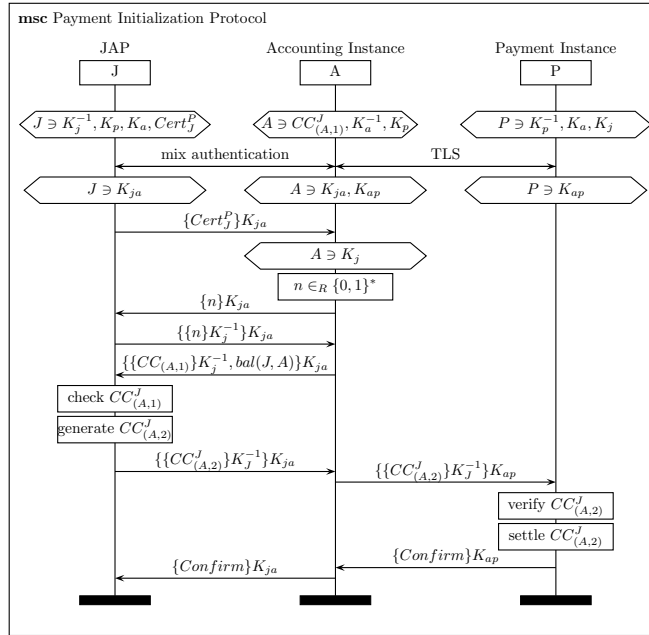 msc Payment Initialization Protocol
JAP Accounting Instance Payment Instance
J A P
J ∋ K_j^{-1}, K_p, K_a, Cert_J^P A ∋ CC_{(A,1)}^J, K_a^{-1}, K_p P ∋ K_p^{-1}, K_a, K_j
mix authentication TLS
J ∋ K_{ja} A ∋ K_{ja}, K_{ap} P ∋ K_{ap}
{Cert_J^P}K_{ja}
A ∋ K_j
n ∈_R {0, 1}^*
{n}K_{ja}
{{n}K_j^{-1}}K_{ja}
{{CC_{(A,1)}}K_j^{-1}, bal(J, A)}K_{ja}
check CC_{(A,1)}^J
generate CC_{(A,2)}^J
{{CC_{(A,2)}^J}K_J^{-1}}K_{ja} {{CC_{(A,2)}^J}K_J^{-1}}K_{ap}
verify CC_{(A,2)}^J
settle CC_{(A,2)}^J
{Confirm}K_{ap}
{Confirm}K_{ja}